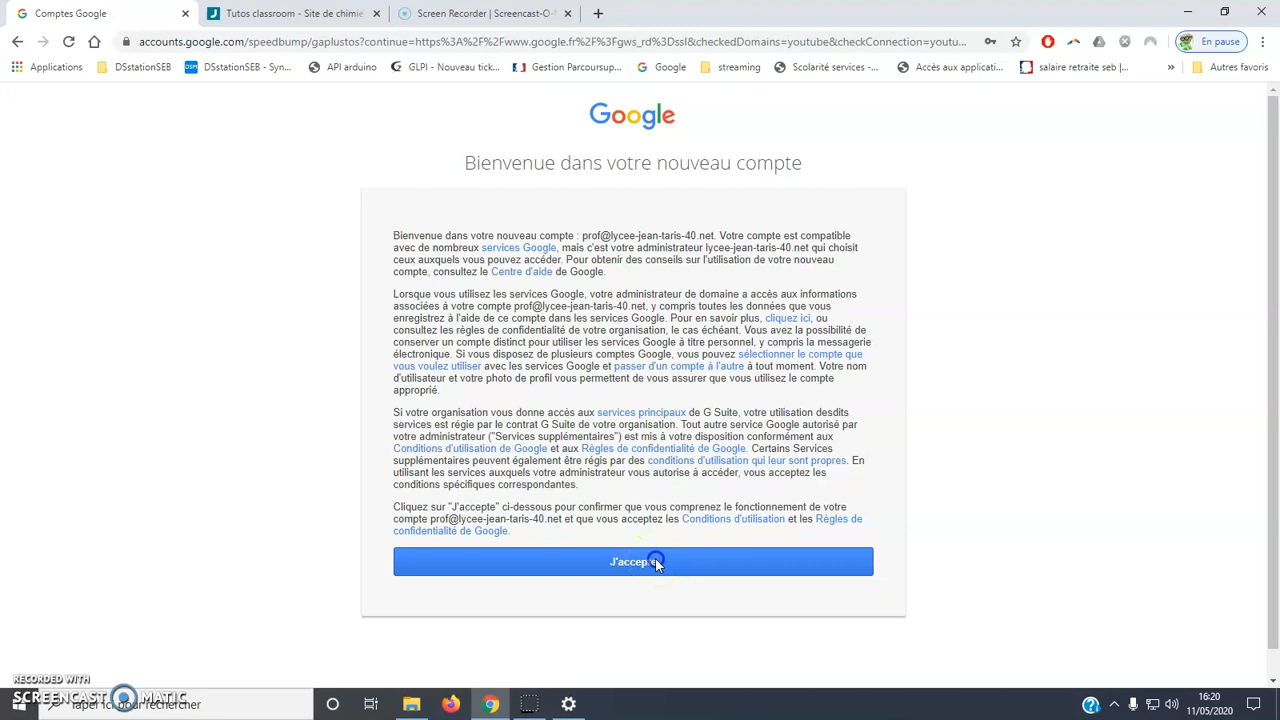 Comptes Google
Tutos classroom - Site de chimie
Screen Recorder | Screencast-O-M
accounts.google.com/speedbump/gaplustos?continue=https%3A%2F%2Fwww.google.fr%2F%3Fgws_rd%3Dssl&checkedDomains=youtube&checkConnection=youtu...
En pause
Applications
DSstationSEB
DSM
DSstationSEB - Syn...
API arduino
GLPI - Nouveau tick...
Gestion Parcoursup...
Google
streaming
Scolarité services -...
Accès aux applicati...
salaire retraite seb |...
»
Autres favoris
Google
Bienvenue dans votre nouveau compte
Bienvenue dans votre nouveau compte : prof@lycee-jean-taris-40.net. Votre compte est compatible
avec de nombreux services Google, mais c'est votre administrateur lycee-jean-taris-40.net qui choisit
ceux auxquels vous pouvez accéder. Pour obtenir des conseils sur l'utilisation de votre nouveau
compte, consultez le Centre d'aide de Google.
Lorsque vous utilisez les services Google, votre administrateur de domaine a accès aux informations
associées à votre compte prof@lycee-jean-taris-40.net, y compris toutes les données que vous
enregistrez à l'aide de ce compte dans les services Google. Pour en savoir plus, cliquez ici, ou
consultez les règles de confidentialité de votre organisation, le cas échéant. Vous avez la possibilité de
conserver un compte distinct pour utiliser les services Google à titre personnel, y compris la messagerie
électronique. Si vous disposez de plusieurs comptes Google, vous pouvez sélectionner le compte que
vous voulez utiliser avec les services Google et passer d'un compte à l'autre à tout moment. Votre nom
d'utilisateur et votre photo de profil vous permettent de vous assurer que vous utilisez le compte
approprié.
Si votre organisation vous donne accès aux services principaux de G Suite, votre utilisation desdits
services est régie par le contrat G Suite de votre organisation. Tout autre service Google autorisé par
votre administrateur ("Services supplémentaires") est mis à votre disposition conformément aux
Conditions d'utilisation de Google et aux Règles de confidentialité de Google. Certains Services
supplémentaires peuvent également être régis par des conditions d'utilisation qui leur sont propres. En
utilisant les services auxquels votre administrateur vous autorise à accéder, vous acceptez les
conditions spécifiques correspondantes.
Cliquez sur "J'accepte" ci-dessous pour confirmer que vous comprenez le fonctionnement de votre
compte prof@lycee-jean-taris-40.net et que vous acceptez les Conditions d'utilisation et les Règles de
confidentialité de Google.
J'accepte
RECORDED WITH
SCREENCAST MATIC
Taper ici pour rechercher
16:20
11/05/2020